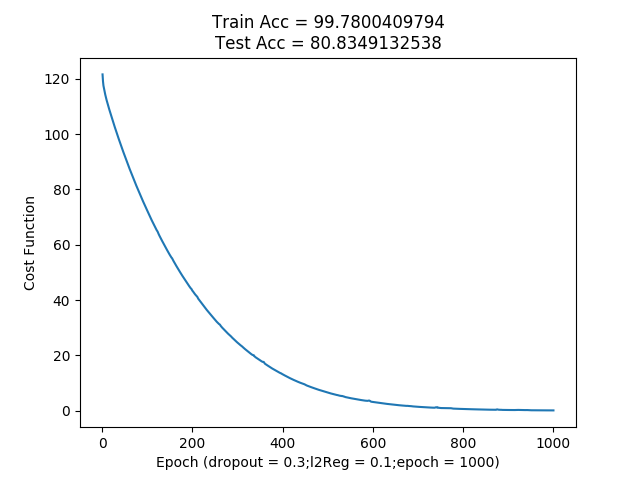 Train Acc = 99.7800409794
Test Acc = 80.8349132538
120
100
80
60
40
20
0
Cost Function
0 200 400 600 800 1000
Epoch (dropout = 0.3;l2Reg = 0.1;epoch = 1000)